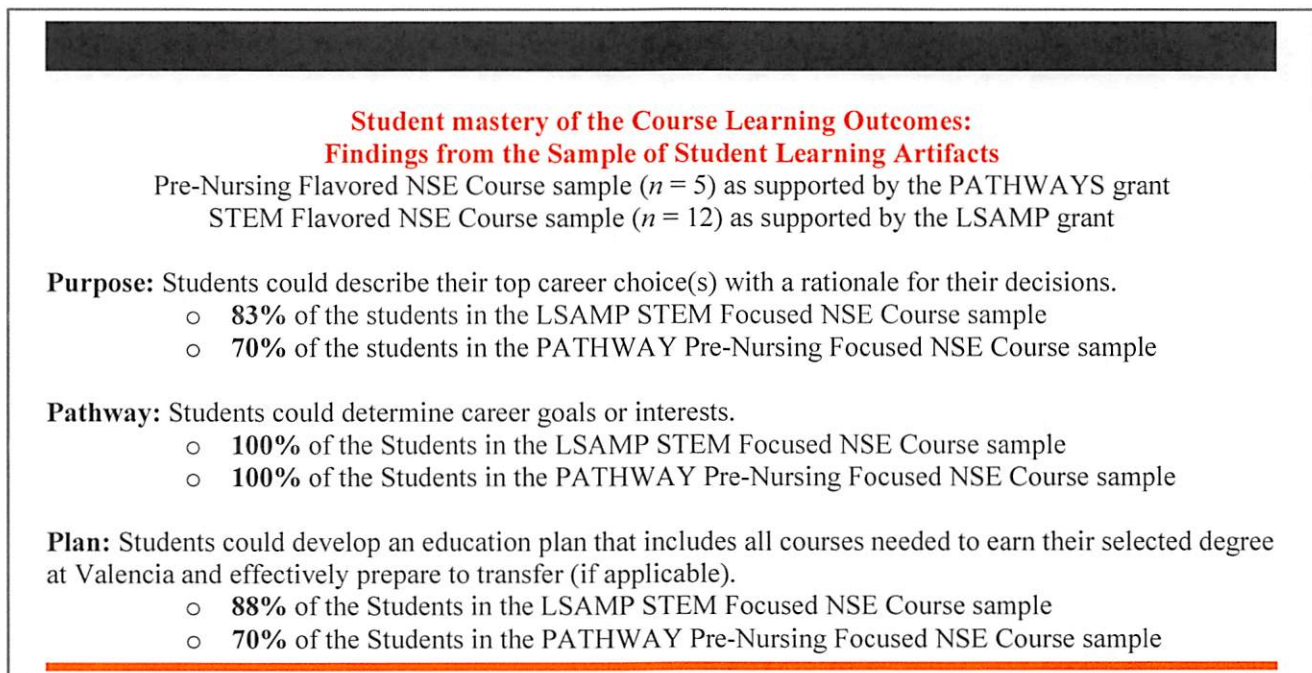 Student mastery of the Course Learning Outcomes:
Findings from the Sample of Student Learning Artifacts
Pre-Nursing Flavored NSE Course sample (n = 5) as supported by the PATHWAYS grant
STEM Flavored NSE Course sample (n = 12) as supported by the LSAMP grant
Purpose: Students could describe their top career choice(s) with a rationale for their decisions.
o 83% of the students in the LSAMP STEM Focused NSE Course sample
o 70% of the students in the PATHWAY Pre-Nursing Focused NSE Course sample
Pathway: Students could determine career goals or interests.
o 100% of the Students in the LSAMP STEM Focused NSE Course sample
o 100% of the Students in the PATHWAY Pre-Nursing Focused NSE Course sample
Plan: Students could develop an education plan that includes all courses needed to earn their selected degree
at Valencia and effectively prepare to transfer (if applicable).
o 88% of the Students in the LSAMP STEM Focused NSE Course sample
o 70% of the Students in the PATHWAY Pre-Nursing Focused NSE Course sample